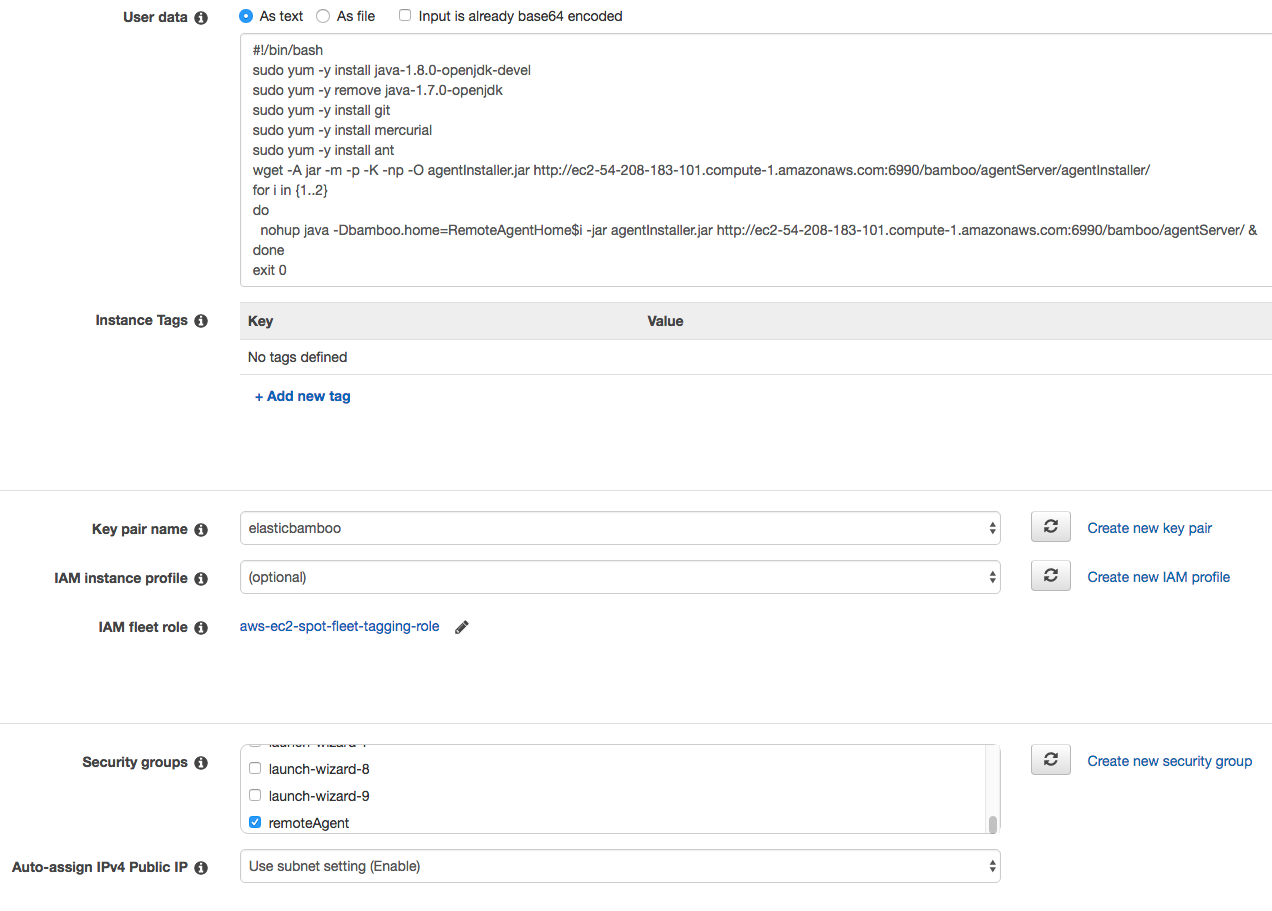 User data As text As file Input is already base64 encoded
#!/bin/bash
sudo yum -y install java-1.8.0-openjdk-devel
sudo yum -y remove java-1.7.0-openjdk
sudo yum -y install git
sudo yum -y install mercurial
sudo yum -y install ant
wget -A jar -m -p -K -np -O agentInstaller.jar http://ec2-54-208-183-101.compute-1.amazonaws.com:6990/bamboo/agentServer/agentInstaller/
for i in {1..2}
do
nohup java -Dbamboo.home=RemoteAgentHome$i -jar agentInstaller.jar http://ec2-54-208-183-101.compute-1.amazonaws.com:6990/bamboo/agentServer/ &
done
exit 0
Instance Tags Key Value
No tags defined
+ Add new tag
Key pair name elasticbamboo Create new key pair
IAM instance profile (optional) Create new IAM profile
IAM fleet role aws-ec2-spot-fleet-tagging-role
Security groups Create new security group
launch-wizard-8
launch-wizard-9
remoteAgent
Auto-assign IPv4 Public IP Use subnet setting (Enable)